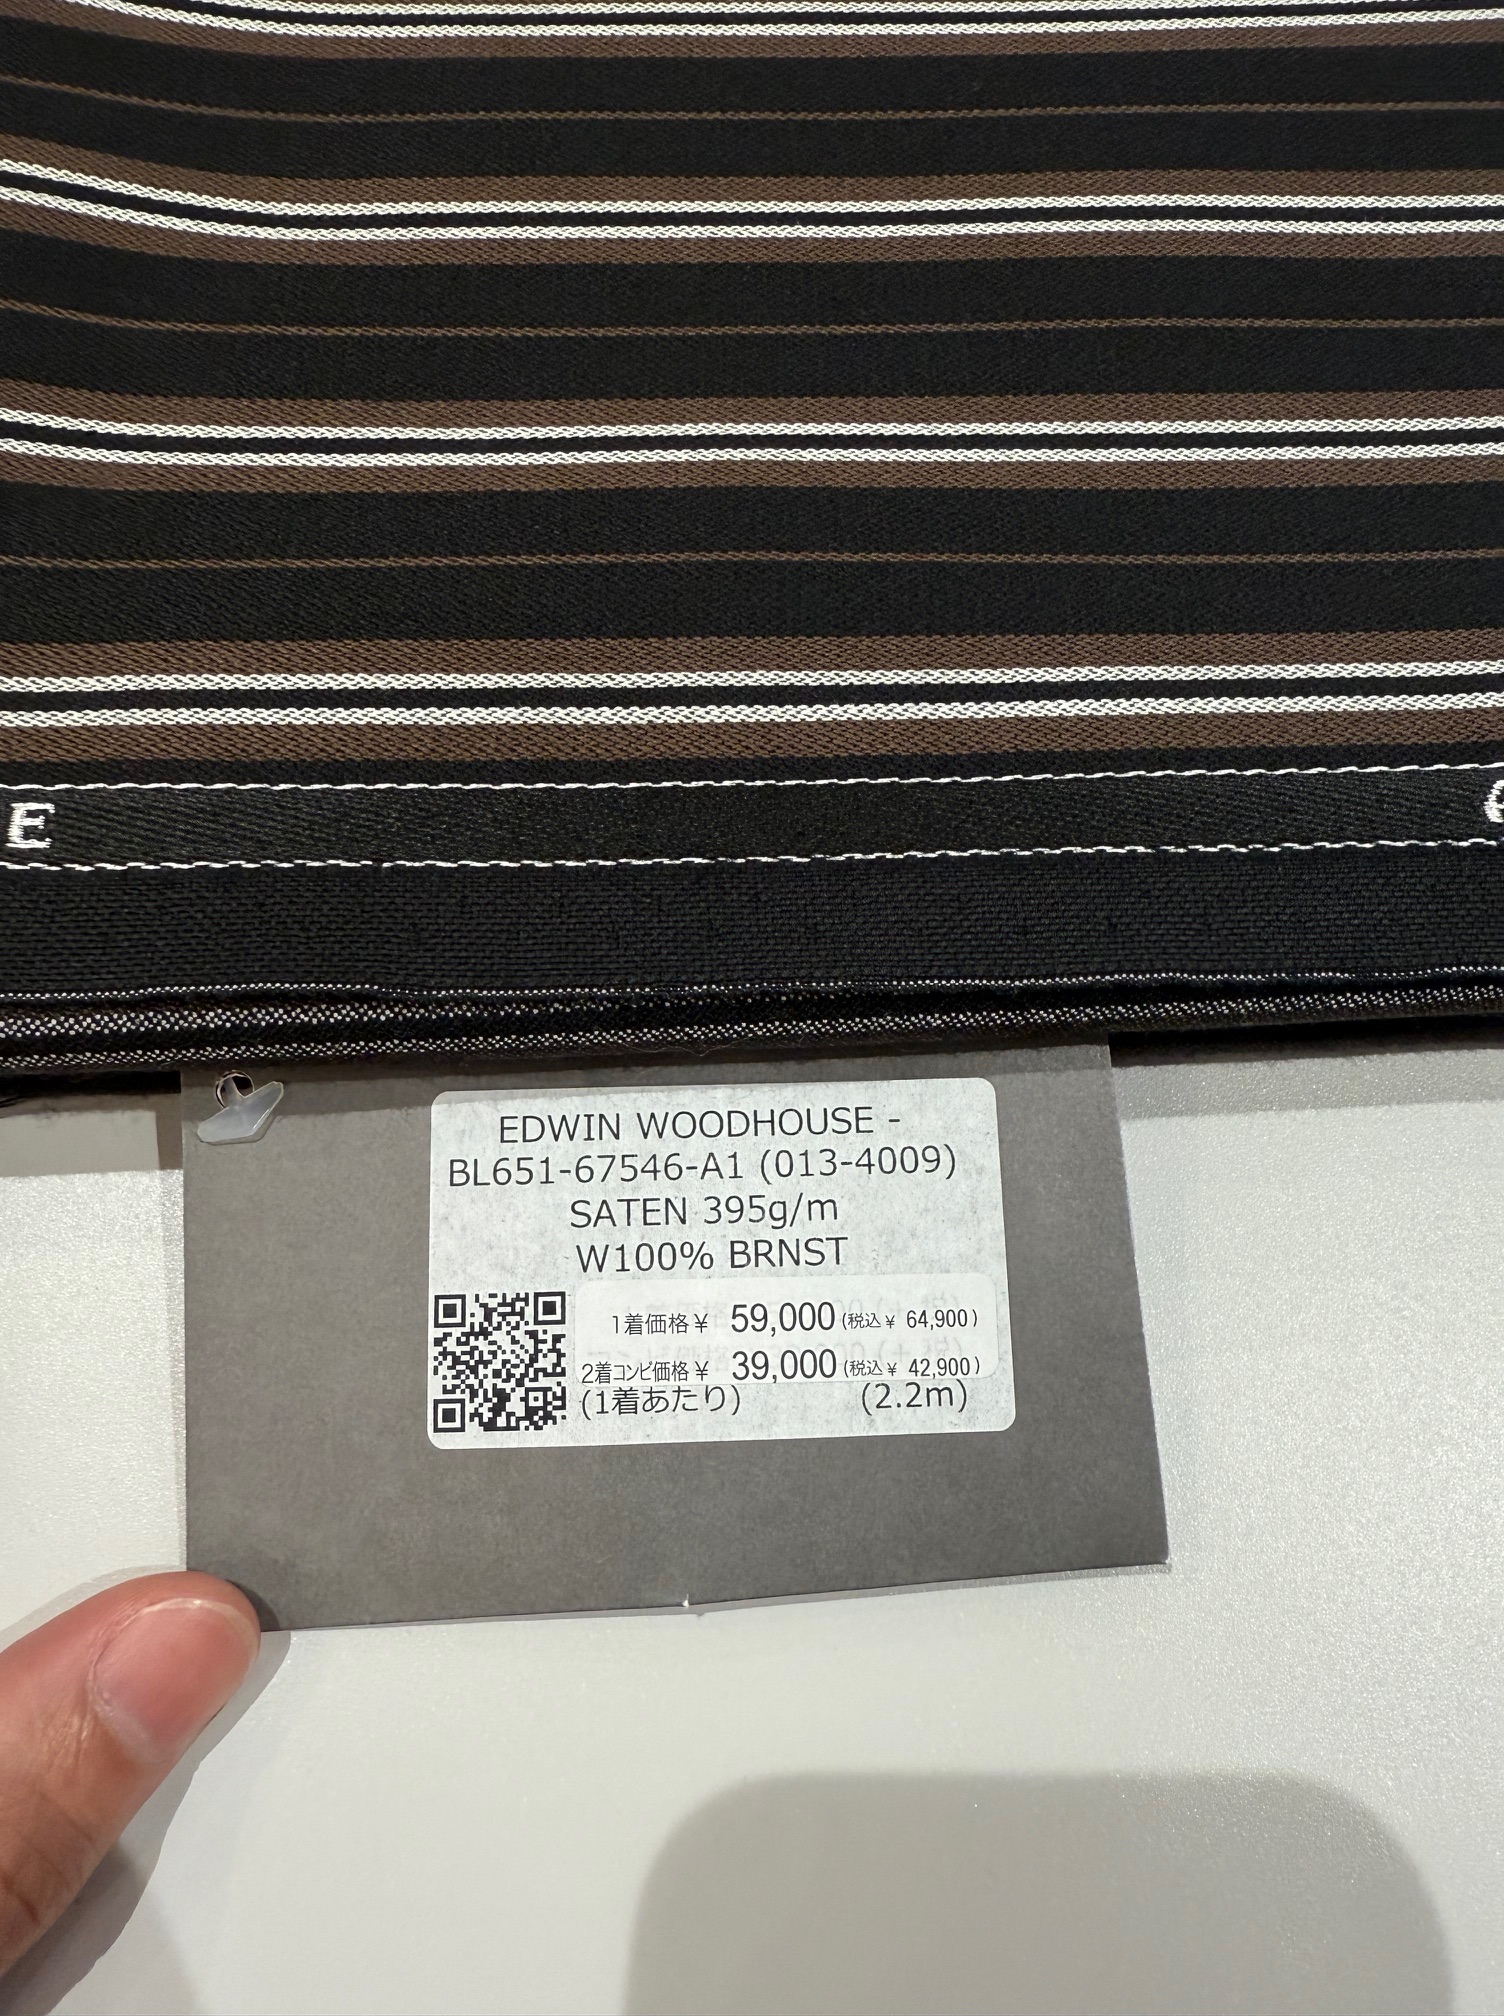 E
EDWIN WOODHOUSE -
BL651-67546-A1 (013-4009)
SATEN 395g/m
W100% BRNST
1着価格¥ 59,000 (税込¥ 64,900)
2着コンビ価格¥ 39,000 (税込¥ 42,900)
(1着あたり) (2.2m)